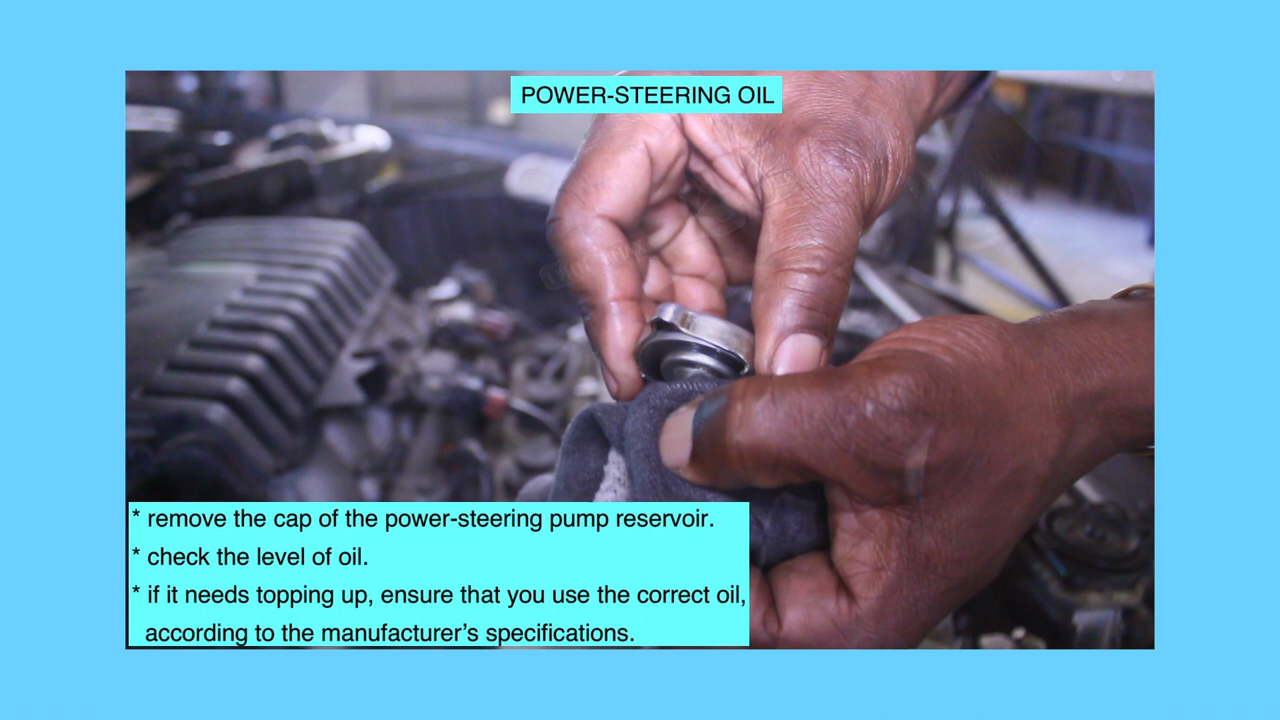 POWER-STEERING OIL
* remove the cap of the power-steering pump reservoir.
* check the level of oil.
* if it needs topping up, ensure that you use the correct oil,
according to the manufacturer’s specifications.